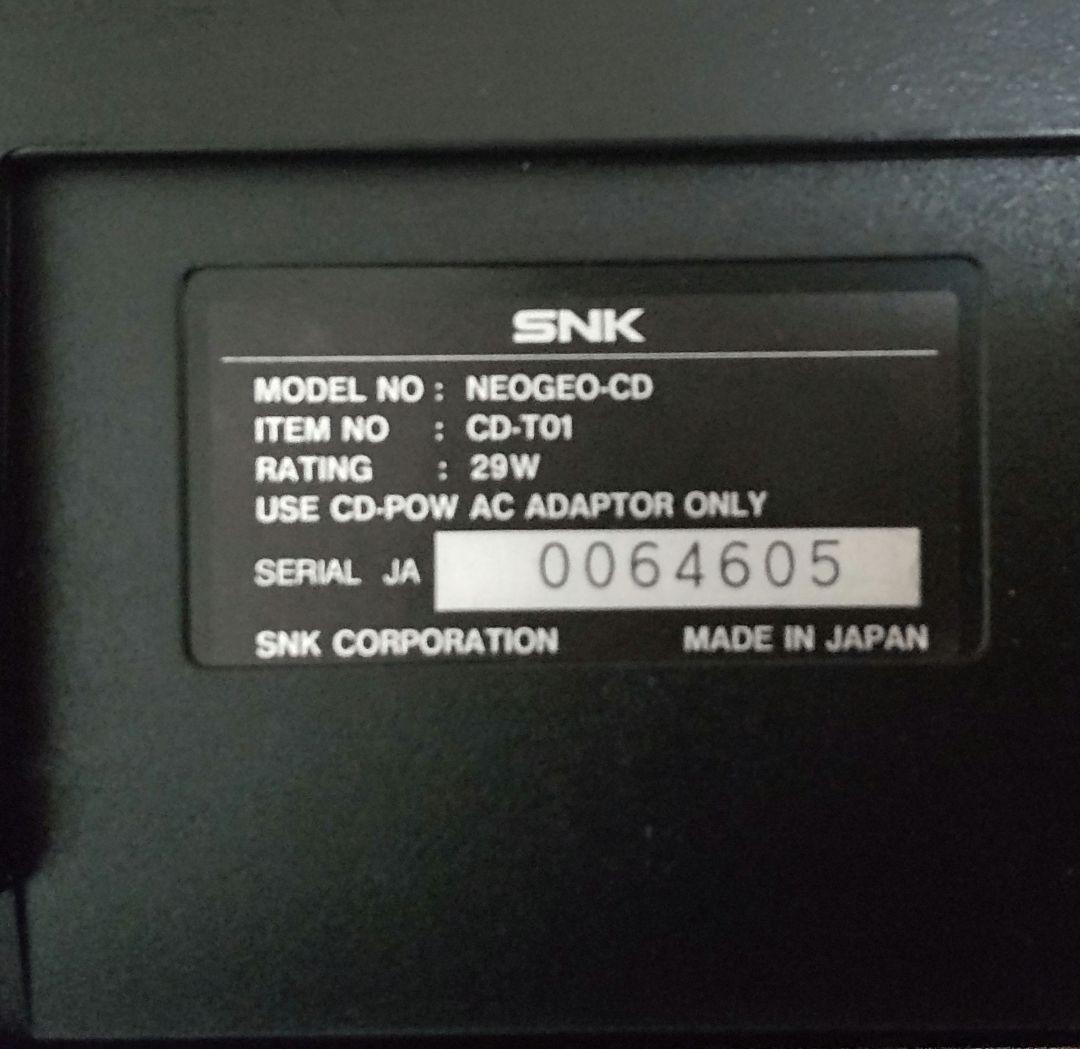 SNK
MODEL NO : NEOGEO-CD
ITEM NO : CD-T01
RATING : 29W
USE CD-POW AC ADAPTOR ONLY
SERIAL JA 0064605
SNK CORPORATION MADE IN JAPAN